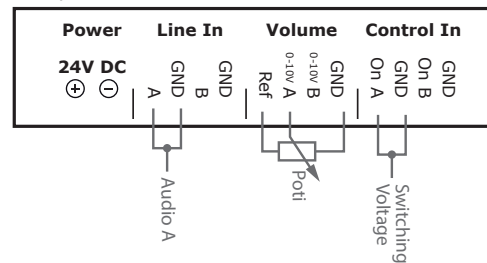 Power Line In Volume Control In
24V DC
+ −
A
GND
B
GND
Ref
0-10V A
0-10V B
GND
On A
GND
On B
GND
Audio A
Poti
Switching
Voltage